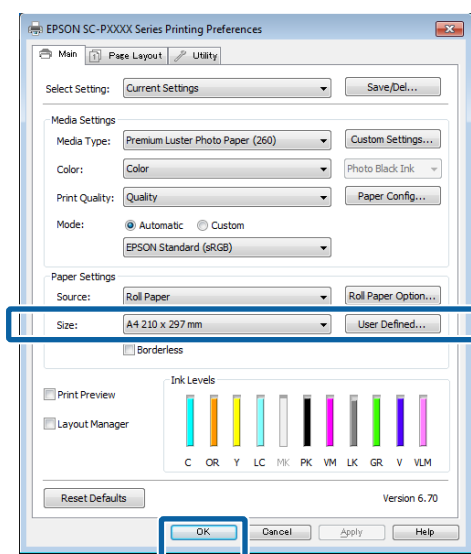 EPSON SC-PXXXX Series Printing Preferences
Main Page Layout Utility
Select Setting: Current Settings Save/Del...
Media Settings
Media Type: Premium Luster Photo Paper (260) Custom Settings...
Color: Color Photo Black Ink
Print Quality: Quality Paper Config...
Mode: Automatic Custom
EPSON Standard (sRGB)
Paper Settings
Source: Roll Paper Roll Paper Option...
Size: A4 210 x 297 mm User Defined...
Borderless
Ink Levels
Print Preview
Layout Manager
C OR Y LC MK PK VM LK GR V VLM
Reset Defaults Version 6.70
OK Cancel Apply Help